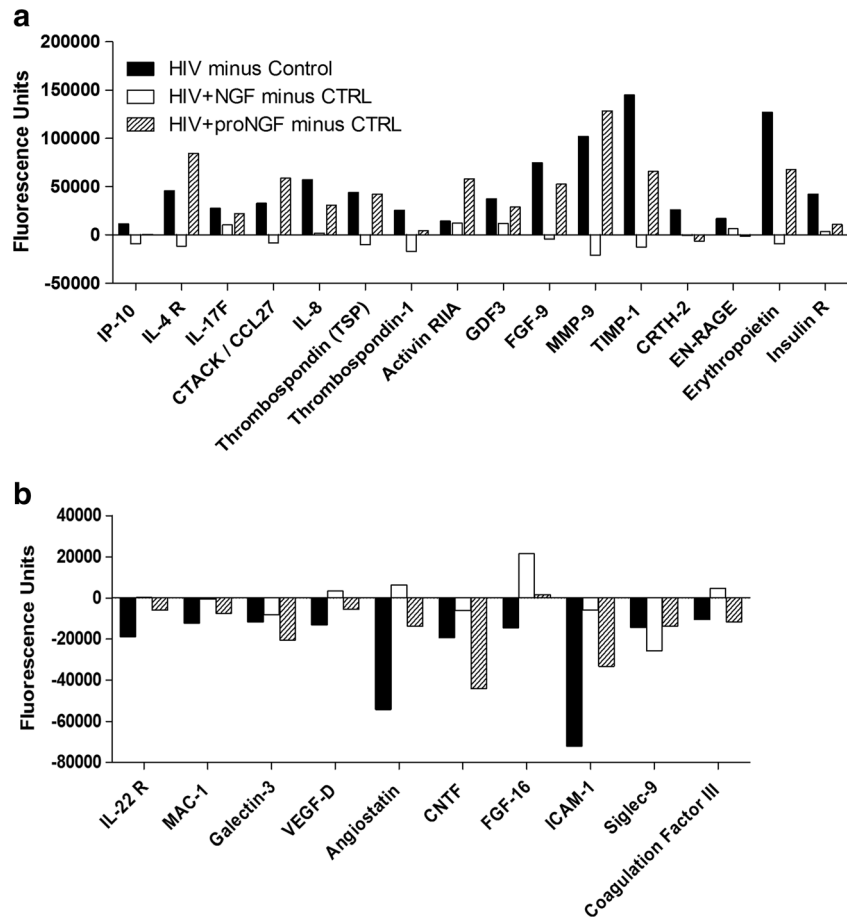 a
200000
150000
100000
50000
0
-50000
Fluorescence Units
HIV minus Control
HIV+NGF minus CTRL
HIV+proNGF minus CTRL
IP-10
IL-4 R
IL-17F
CTACK / CCL27
IL-8
Thrombospondin (TSP)
Thrombospondin-1
Activin RIIA
GDF3
FGF-9
MMP-9
TIMP-1
CRTH-2
EN-RAGE
Erythropoietin
Insulin R
b
40000
20000
0
-20000
-40000
-60000
-80000
Fluorescence Units
IL-22 R
MAC-1
Galectin-3
VEGF-D
Angiostatin
CNTF
FGF-16
ICAM-1
Siglec-9
Coagulation Factor III